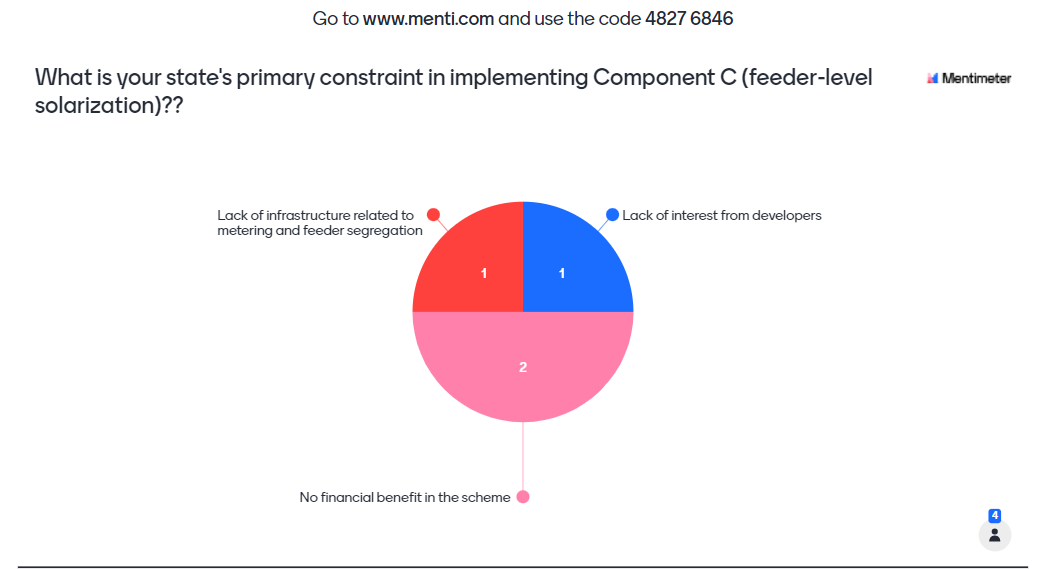 Go to www.menti.com and use the code 4827 6846
What is your state's primary constraint in implementing Component C (feeder-level
solarization)??
Mentimeter
Lack of infrastructure related to
metering and feeder segregation
Lack of interest from developers
1
1
2
No financial benefit in the scheme
4